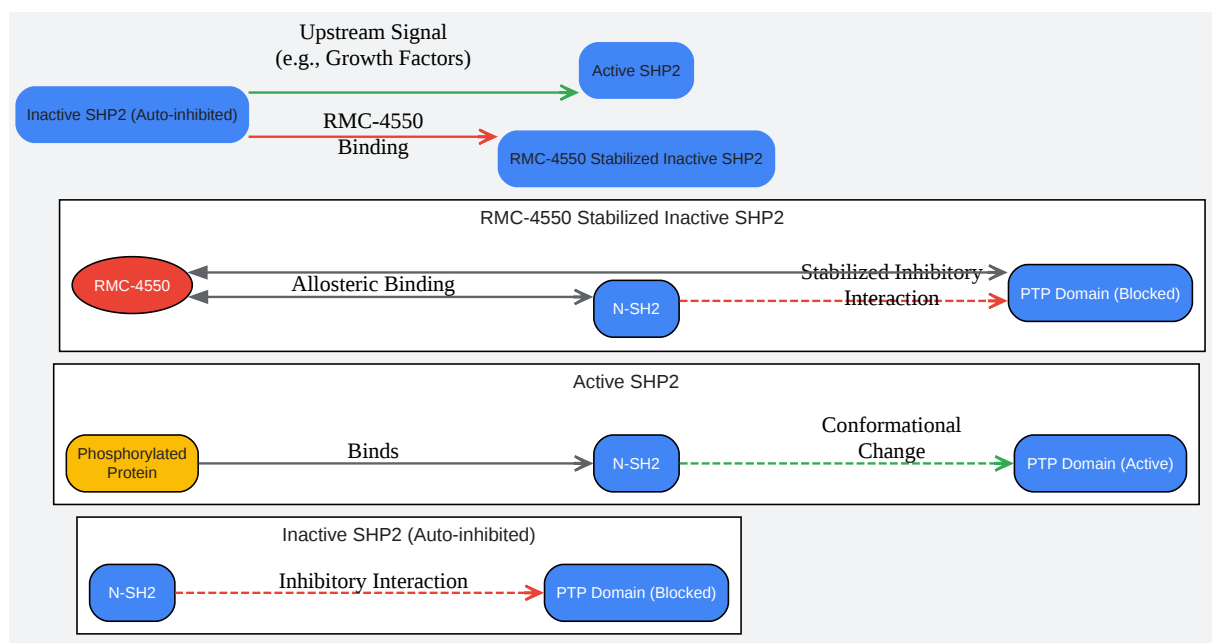 Upstream Signal
(e.g., Growth Factors)
Active SHP2
Inactive SHP2 (Auto-inhibited)
RMC-4550
Binding
RMC-4550 Stabilized Inactive SHP2
RMC-4550 Stabilized Inactive SHP2
RMC-4550
Allosteric Binding
N-SH2
Stabilized Inhibitory
Interaction
PTP Domain (Blocked)
Active SHP2
Phosphorylated
Protein
Binds
N-SH2
Conformational
Change
PTP Domain (Active)
Inactive SHP2 (Auto-inhibited)
N-SH2
Inhibitory Interaction
PTP Domain (Blocked)